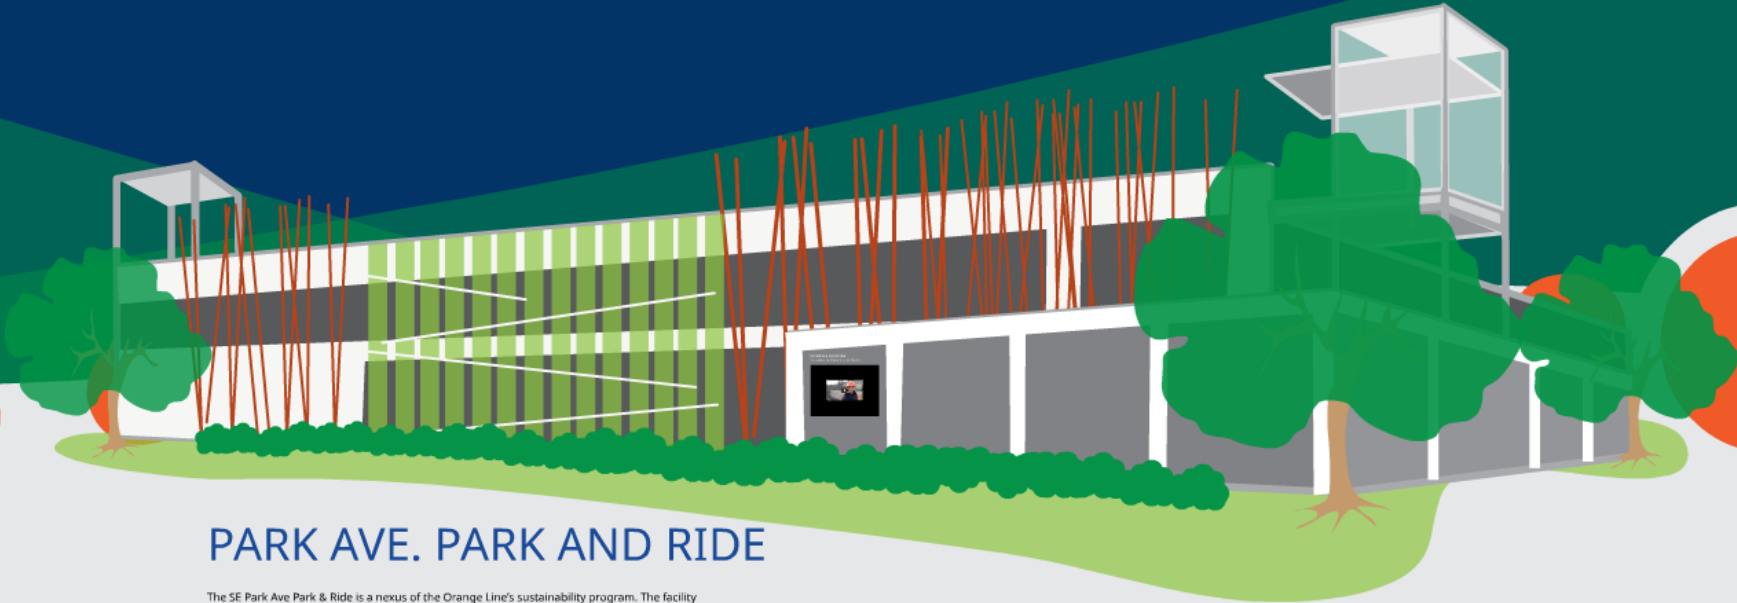 PARK AVE. PARK AND RIDE
The SE Park Ave Park & Ride is a nexus of the Orange Line's sustainability program. The facility